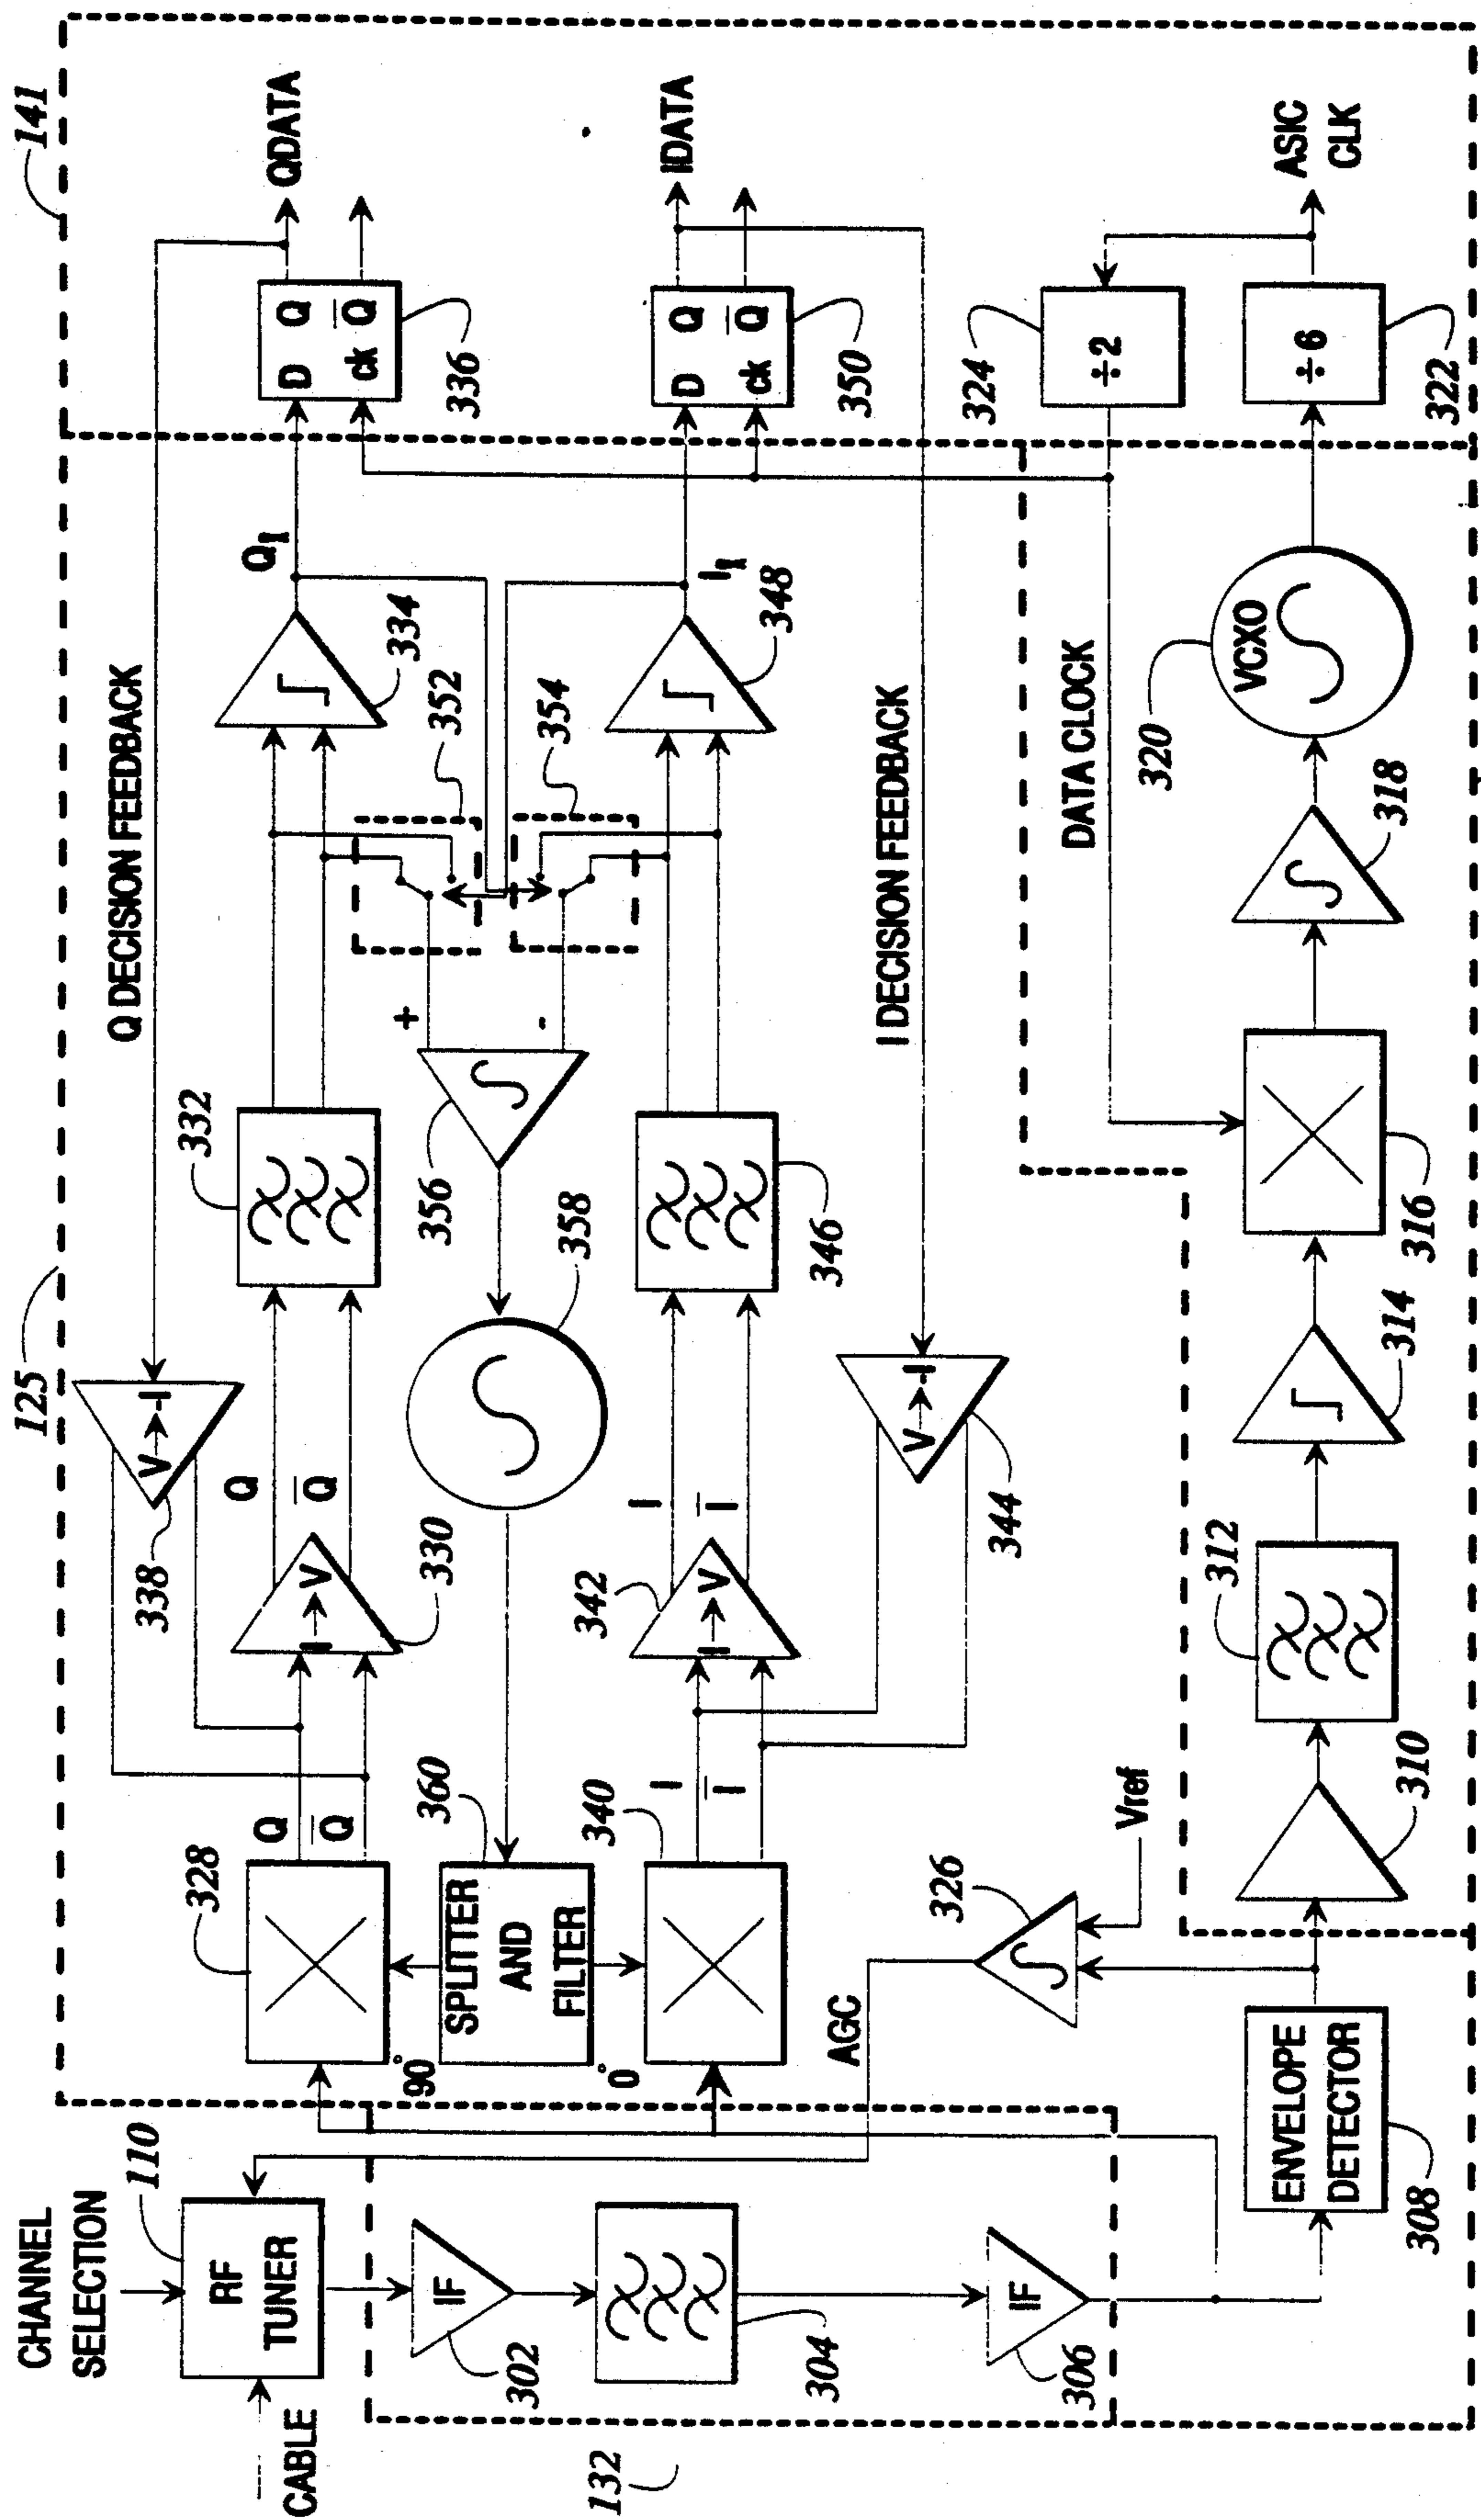 CHANNEL
SELECTION
110
RF
TUNER
CABLE
132
IF
302
304
IF
306
ENVELOPE
DETECTOR
308
AGC
326
Vref
125
328
90°
SPLITTER
AND
FILTER
360
0°
340
Q
Q̅
I
I̅
338
V→I
I→V
330
Q
Q̅
342
I→V
I
I̅
344
V→I
358
356
+
-
332
346
Q DECISION FEEDBACK
I DECISION FEEDBACK
352
354
334
348
Q1
I1
141
D Q
ck Q̅
336
QDATA
D Q
ck Q̅
350
IDATA
324
÷2
÷6
322
ASIC
CLK
DATA CLOCK
310
312
314
316
318
320
VCXO